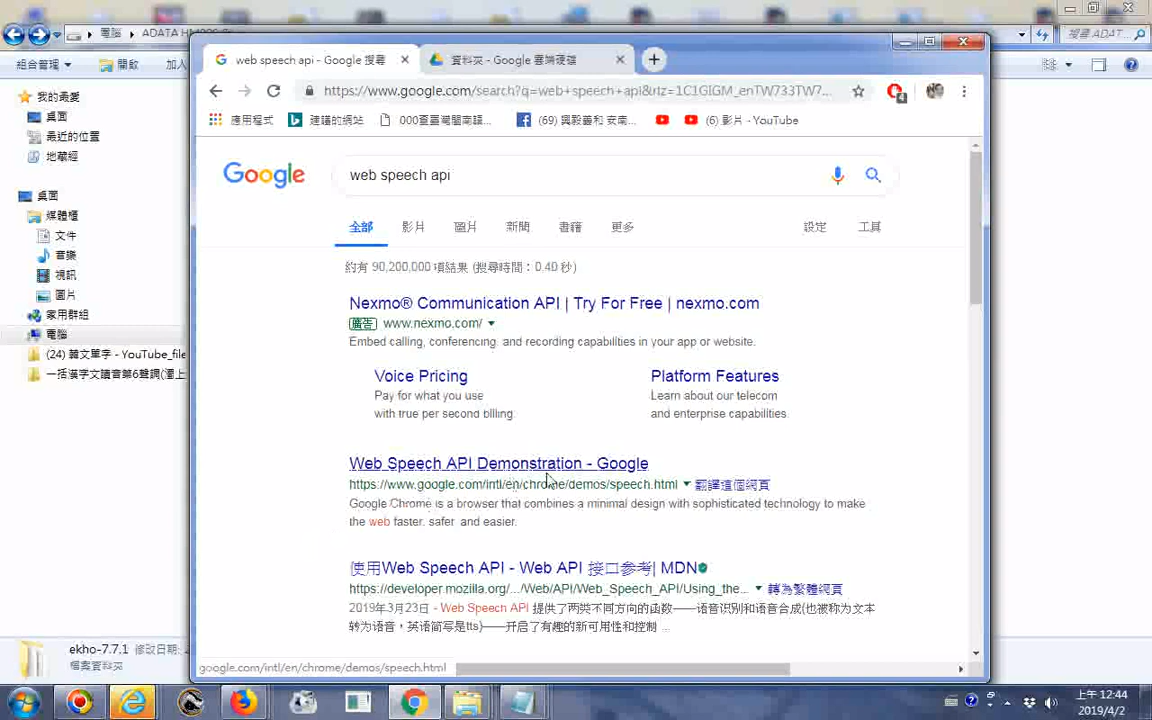 電腦
ADATA
搜尋 ADAT...
組合管理
開啟
加入
我的最愛
桌面
最近的位置
地藏經
桌面
媒體櫃
文件
音樂
視訊
圖片
家用群組
電腦
(24) 韓文單字 - YouTube_file
一括漢字文讀音第6聲調(濁上
ekho-7.7.1 修改日期:
檔案資料夾
web speech api - Google 搜尋
資料夾 - Google 雲端硬碟
https://www.google.com/search?q=web+speech+api&rlz=1C1GIGM_enTW733TW7...
4
應用程式
建議的網站
000臺臺灣閩南語...
(69) 吳毅善和 安南...
(6) 影片 - YouTube
Google
web speech api
全部 影片 圖片 新聞 書籍 更多 設定 工具
約有 90,200,000 項結果 (搜尋時間:0.40 秒)
Nexmo® Communication API | Try For Free | nexmo.com
廣告 www.nexmo.com/
Embed calling, conferencing, and recording capabilities in your app or website.
Voice Pricing
Pay for what you use
with true per second billing.
Platform Features
Learn about our telecom
and enterprise capabilities
Web Speech API Demonstration - Google
https://www.google.com/intl/en/chrome/demos/speech.html 翻譯這個網頁
Google Chrome is a browser that combines a minimal design with sophisticated technology to make
the web faster, safer, and easier.
使用Web Speech API - Web API 接口参考| MDN
https://developer.mozilla.org/.../Web/API/Web_Speech_API/Using_the... 轉為繁體網頁
2019年3月23日 - Web Speech API 提供了两类不同方向的函数——语音识别和语音合成(也被称为文本
转为语音,英语简写是tts)——开启了有趣的新可用性和控制 ...
google.com/intl/en/chrome/demos/speech.html
上午 12:44
2019/4/2